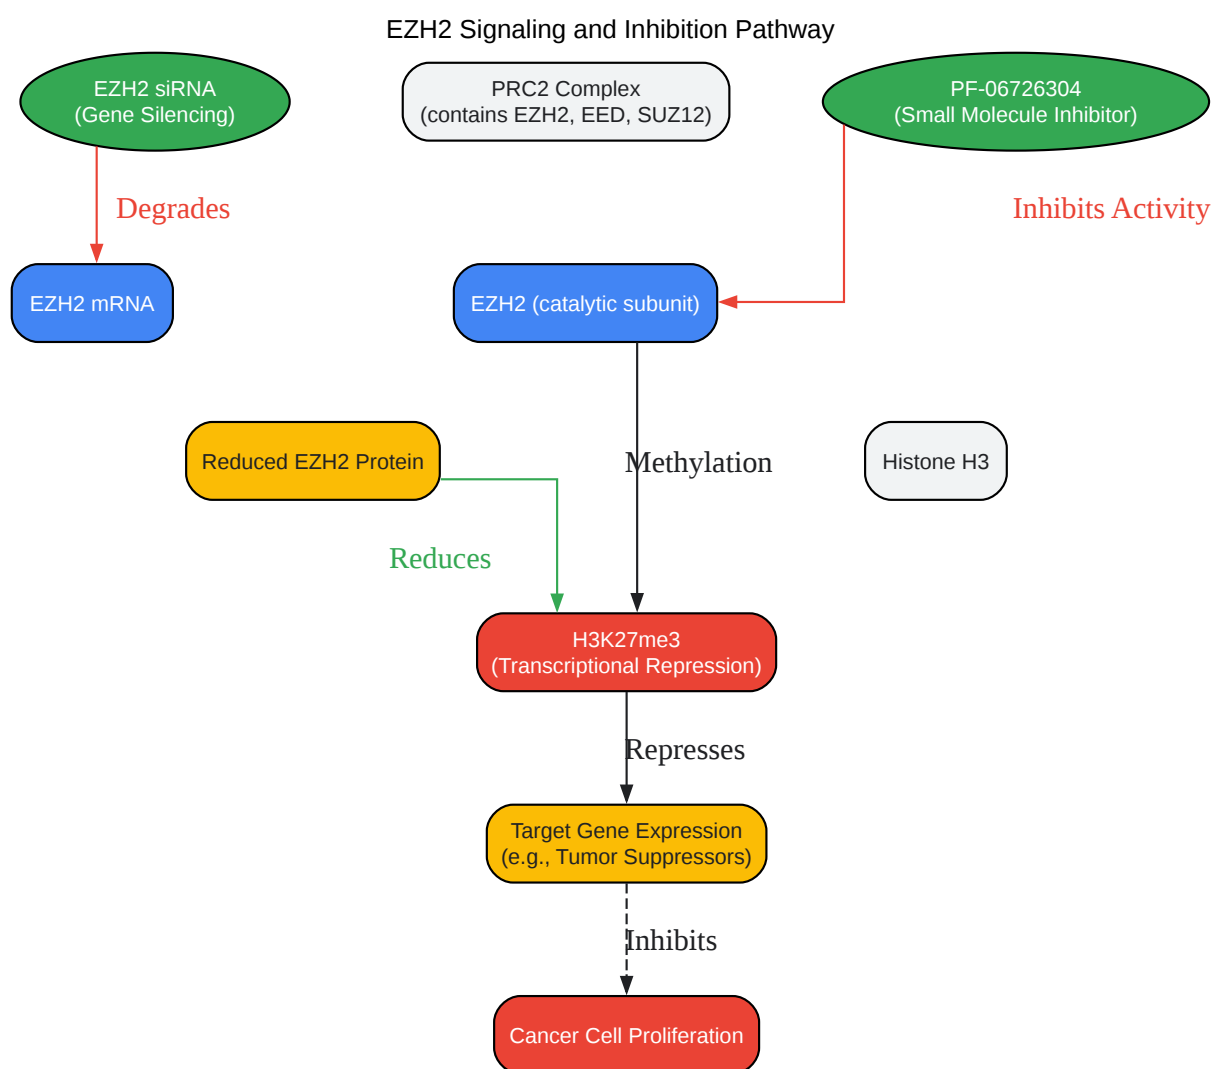 EZH2 Signaling and Inhibition Pathway
EZH2 siRNA
(Gene Silencing)
PRC2 Complex
(contains EZH2, EED, SUZ12)
PF-06726304
(Small Molecule Inhibitor)
Degrades
Inhibits Activity
EZH2 mRNA
EZH2 (catalytic subunit)
Reduced EZH2 Protein
Methylation
Histone H3
Reduces
H3K27me3
(Transcriptional Repression)
Represses
Target Gene Expression
(e.g., Tumor Suppressors)
Inhibits
Cancer Cell Proliferation